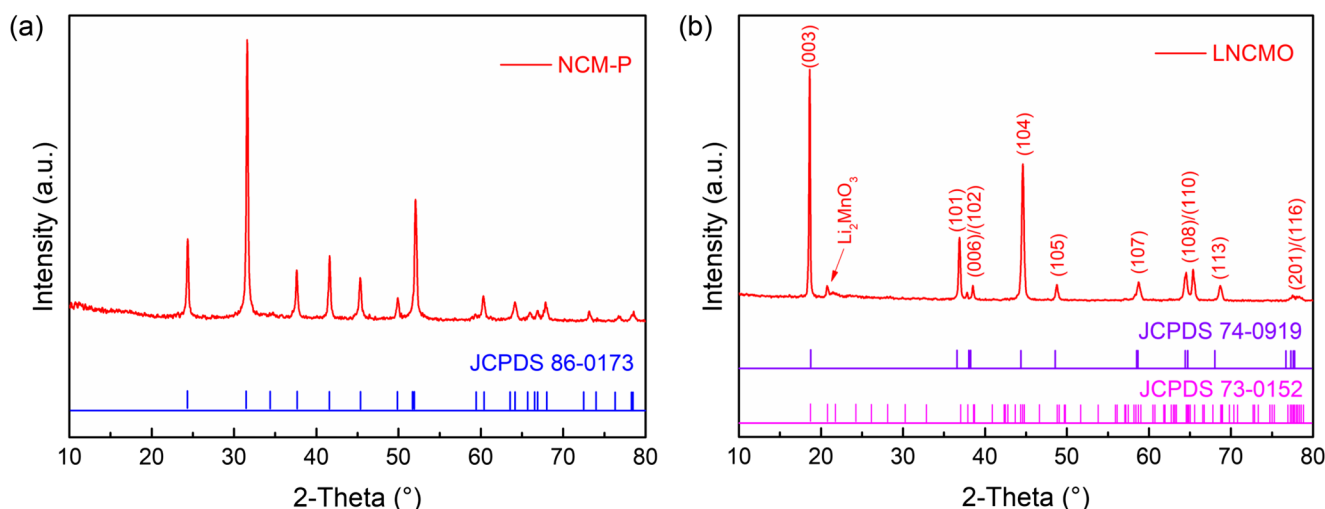 (a)
NCM-P
JCPDS 86-0173
Intensity (a.u.)
10 20 30 40 50 60 70 80
2-Theta (°)
(b)
LNCMO
(003)
Li₂MnO₃
(101)
(006)/(102)
(104)
(105)
(107)
(108)/(110)
(113)
(201)/(116)
JCPDS 74-0919
JCPDS 73-0152
Intensity (a.u.)
10 20 30 40 50 60 70 80
2-Theta (°)